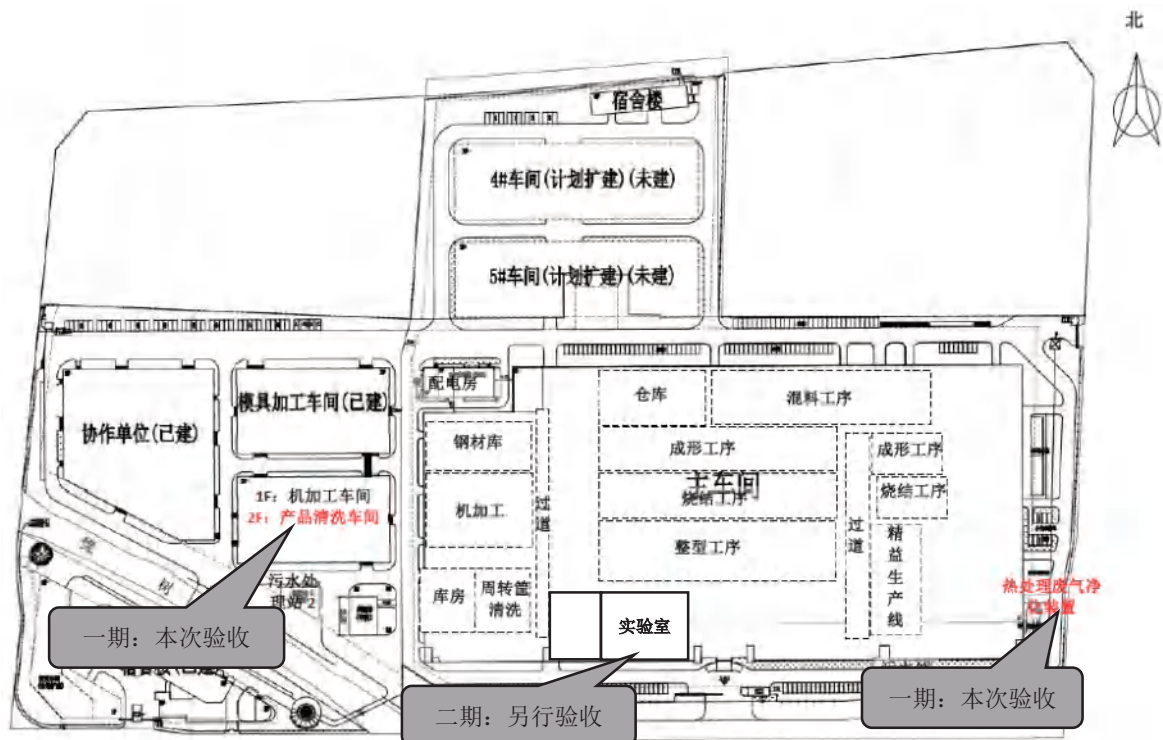 北
宿舍楼
4#车间(计划扩建)(未建)
5#车间(计划扩建)(未建)
配电房
仓库
混料工序
模具加工车间(已建)
协作单位(已建)
钢材库
成形工序
成形工序
主车间
烧结工序
烧结工序
1F: 机加工车间
2F: 产品清洗车间
机加工
过道
过道
整型工序
精益生产线
污水处
理站2
库房
周转筐
清洗
实验室
热处理废气净
化装置
一期：本次验收
宿舍楼(已建)
二期：另行验收
一期：本次验收